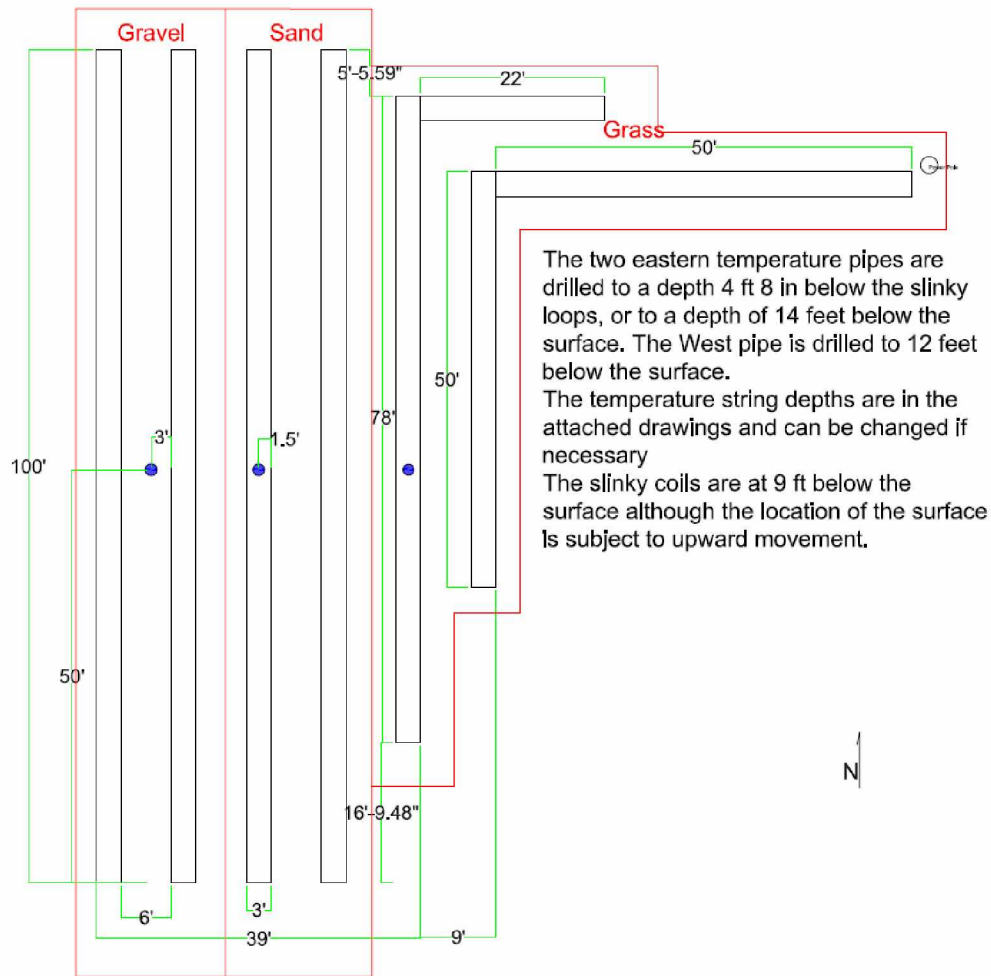 Gravel
Sand
5'-5.59"
22'
Grass
50'
Power Pole
The two eastern temperature pipes are
drilled to a depth 4 ft 8 in below the slinky
loops, or to a depth of 14 feet below the
surface. The West pipe is drilled to 12 feet
below the surface.
The temperature string depths are in the
attached drawings and can be changed if
necessary
The slinky coils are at 9 ft below the
surface although the location of the surface
is subject to upward movement.
50'
78'
3'
1.5'
100'
50'
N
16'-9.48"
6'
3'
39'
9'